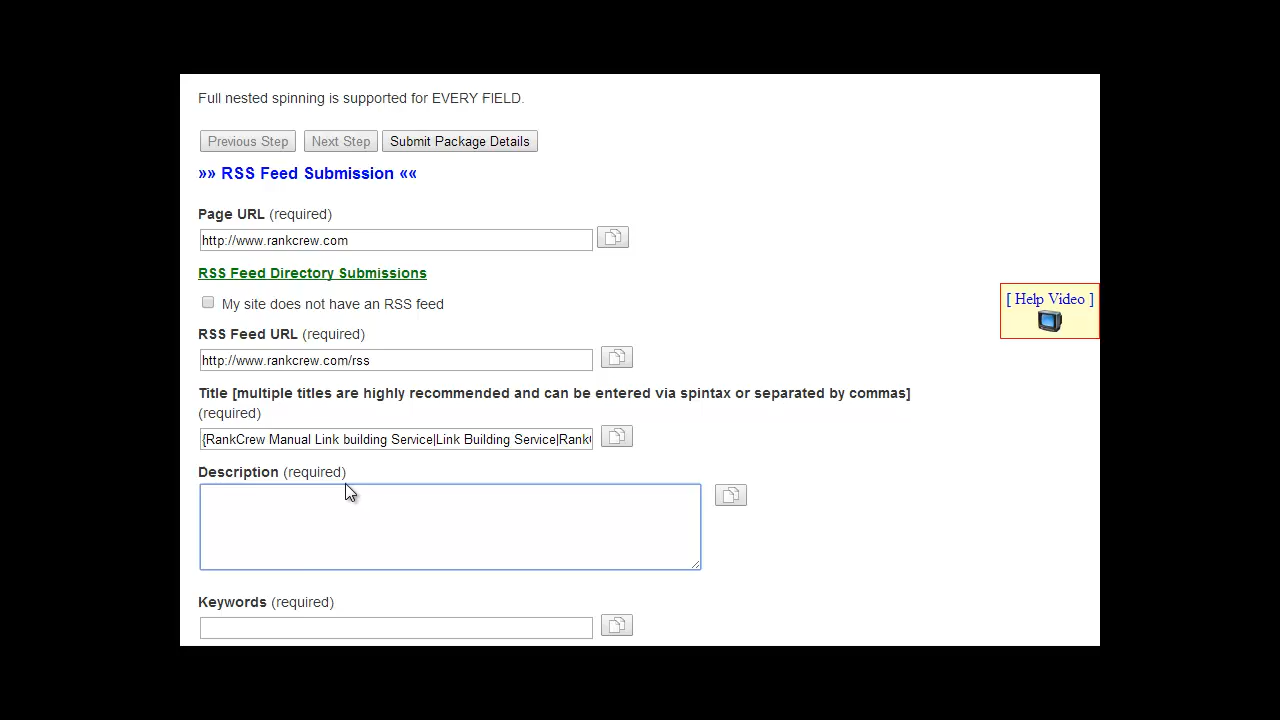 Full nested spinning is supported for EVERY FIELD.
Previous Step Next Step Submit Package Details
»» RSS Feed Submission ««
Page URL (required)
http://www.rankcrew.com
RSS Feed Directory Submissions
My site does not have an RSS feed
[ Help Video ]
RSS Feed URL (required)
http://www.rankcrew.com/rss
Title [multiple titles are highly recommended and can be entered via spintax or separated by commas]
(required)
{RankCrew Manual Link building Service|Link Building Service|Rank
Description (required)
Keywords (required)